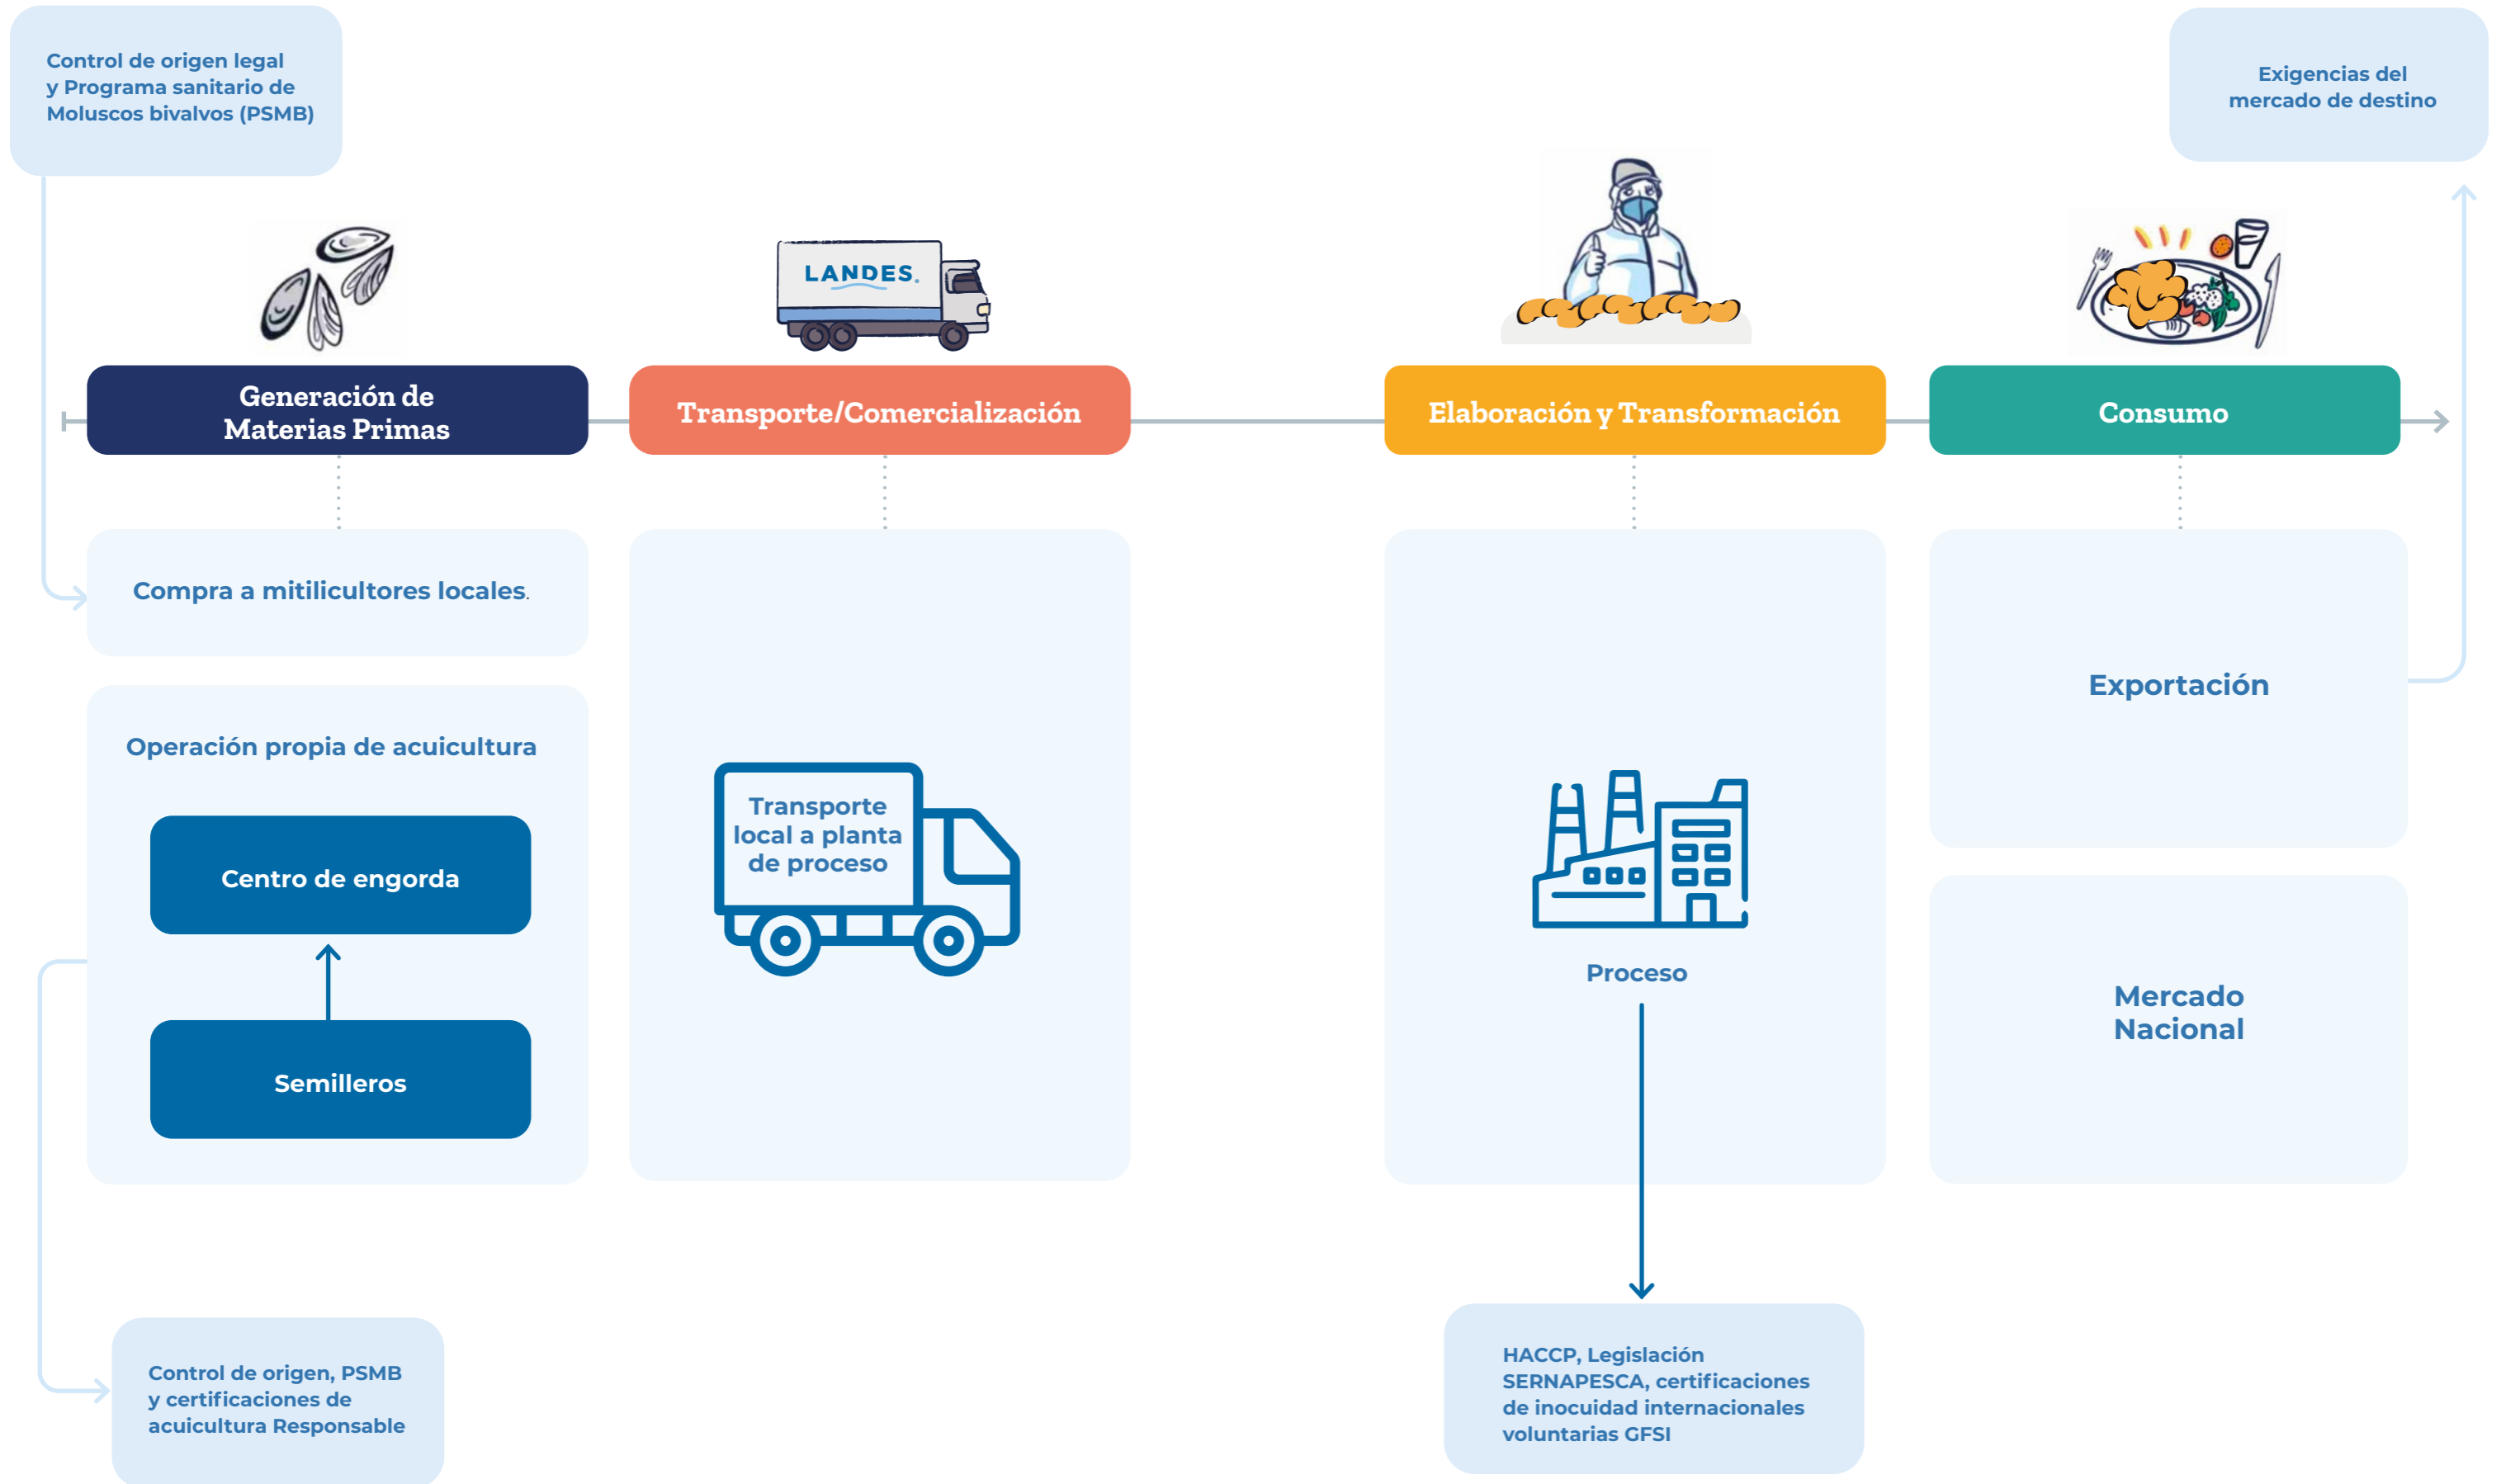 Control de origen legal
y Programa sanitario de
Moluscos bivalvos (PSMB)
Exigencias del
mercado de destino
LANDES.
Generación de
Materias Primas
Transporte/Comercialización
Elaboración y Transformación
Consumo
Compra a mitilicultores locales.
Operación propia de acuicultura
Centro de engorda
Semilleros
Transporte
local a planta
de proceso
Proceso
Exportación
Mercado
Nacional
Control de origen, PSMB
y certificaciones de
acuicultura Responsable
HACCP, Legislación
SERNAPESCA, certificaciones
de inocuidad internacionales
voluntarias GFSI